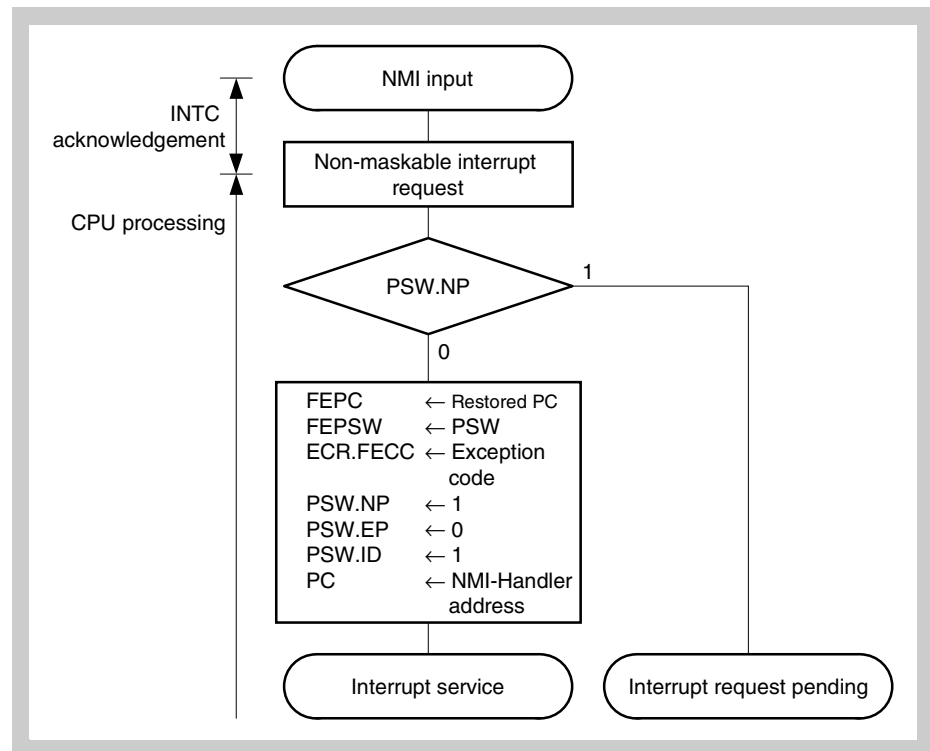 NMI input
INTC
acknowledgement
Non-maskable interrupt
request
CPU processing
PSW.NP
1
0
FEPC ← Restored PC
FEPSW ← PSW
ECR.FECC ← Exception
code
PSW.NP ← 1
PSW.EP ← 0
PSW.ID ← 1
PC ← NMI-Handler
address
Interrupt service
Interrupt request pending